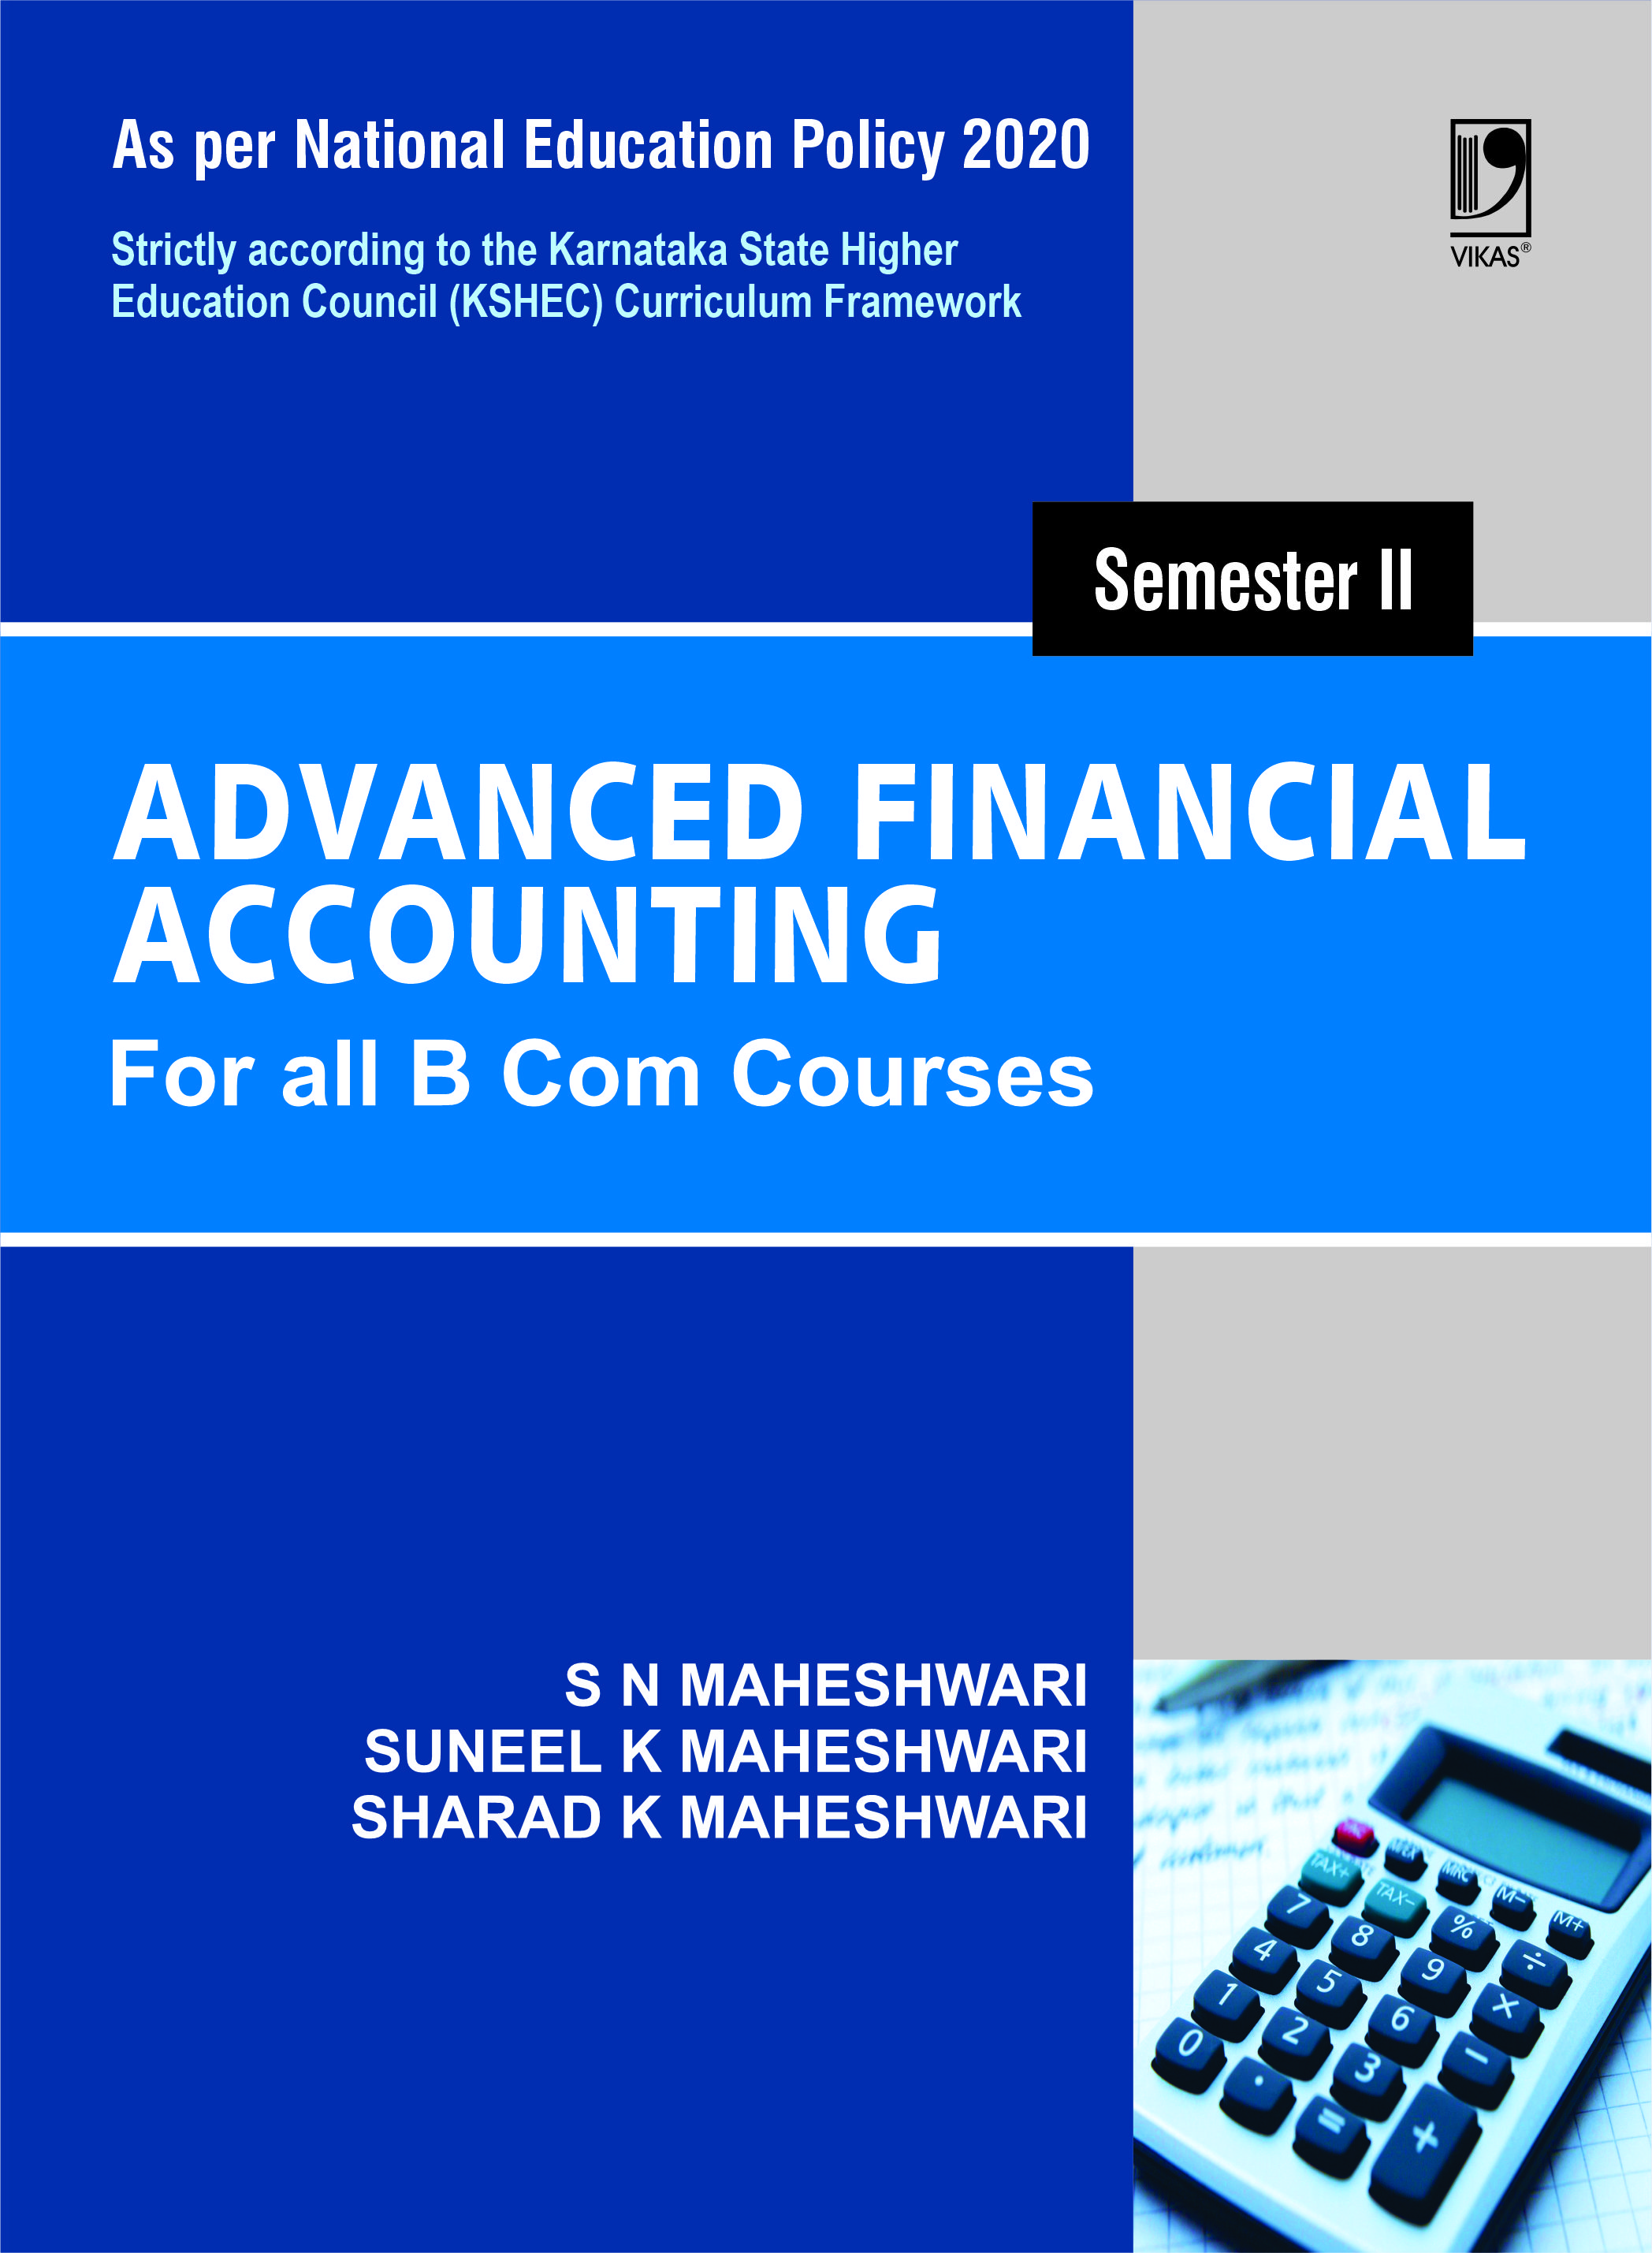 As per National Education Policy 2020
Strictly according to the Karnataka State Higher
Education Council (KSHEC) Curriculum Framework
VIKAS®
Semester II
ADVANCED FINANCIAL
ACCOUNTING
For all B Com Courses
S N MAHESHWARI
SUNEEL K MAHESHWARI
SHARAD K MAHESHWARI
MRC M− M+
TAX+ TAX−
7 8 9 % ÷
4 5 6 ×
1 2 3 −
0 . = +